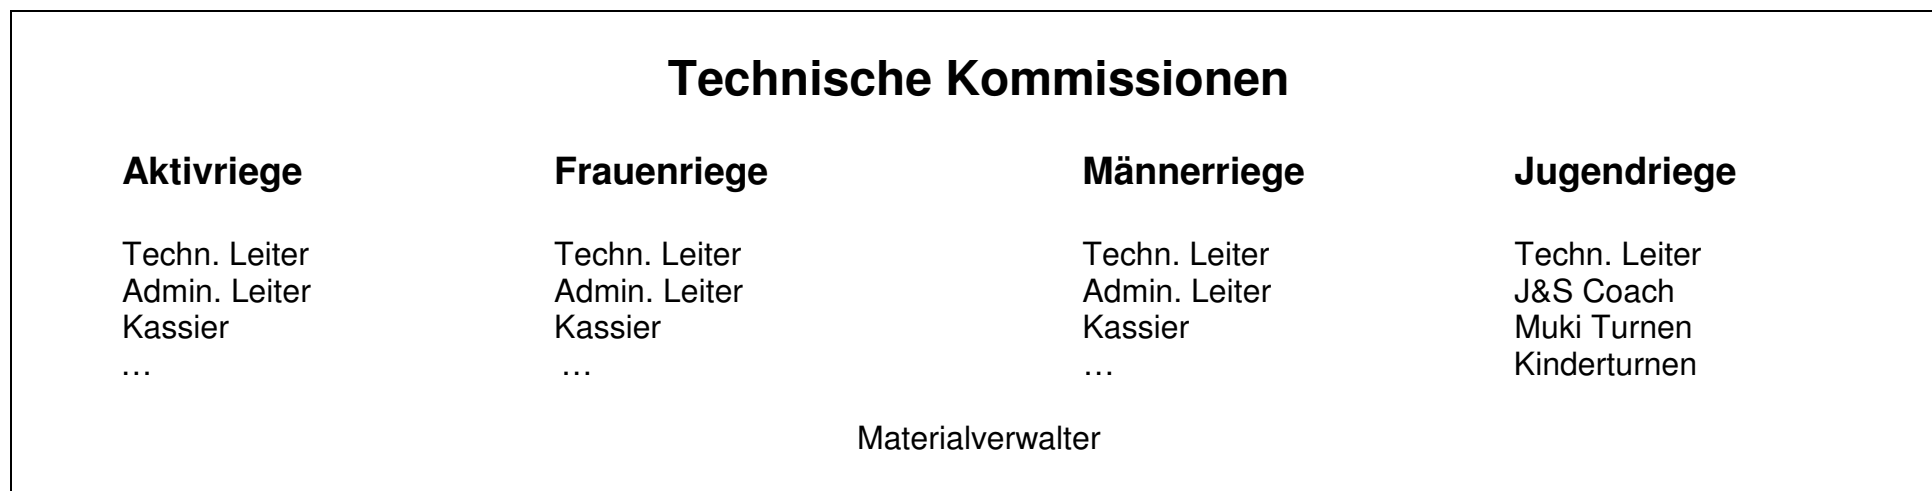 Technische Kommissionen
Aktivriege Frauenriege Männerriege Jugendriege
Techn. Leiter Techn. Leiter Techn. Leiter Techn. Leiter
Admin. Leiter Admin. Leiter Admin. Leiter J&S Coach
Kassier Kassier Kassier Muki Turnen
… … … Kinderturnen
Materialverwalter